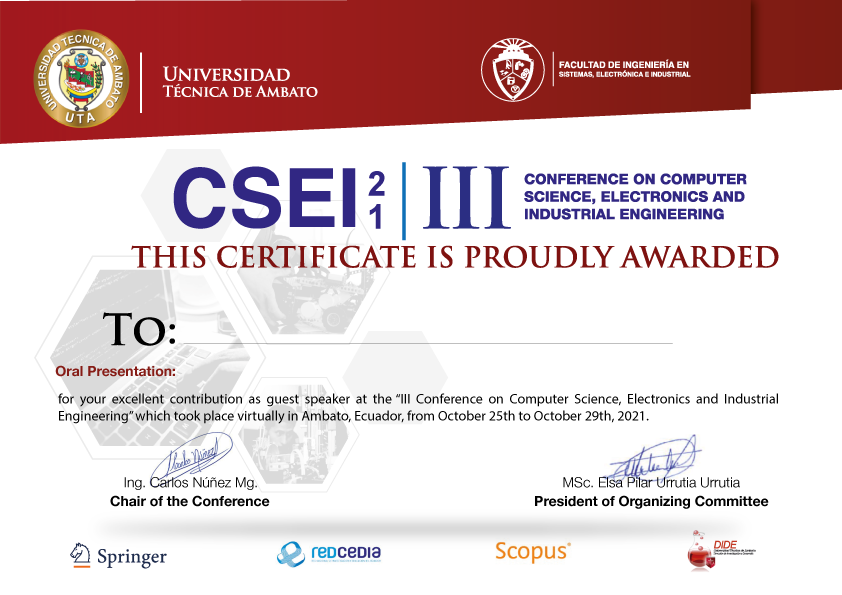 UNIVERSIDAD TÉCNICA DE AMBATO
UTA
UNIVERSIDAD
TÉCNICA DE AMBATO
FACULTAD DE INGENIERÍA EN
SISTEMAS, ELECTRÓNICA E INDUSTRIAL
CSEI 21 III
CONFERENCE ON COMPUTER
SCIENCE, ELECTRONICS AND
INDUSTRIAL ENGINEERING
THIS CERTIFICATE IS PROUDLY AWARDED
TO:
Oral Presentation:
for your excellent contribution as guest speaker at the “III Conference on Computer Science, Electronics and Industrial
Engineering” which took place virtually in Ambato, Ecuador, from October 25th to October 29th, 2021.
Ing. Carlos Núñez Mg.
Chair of the Conference
MSc. Elsa Pilar Urrutia Urrutia
President of Organizing Committee
Springer
redcedia
Scopus®
DIDE